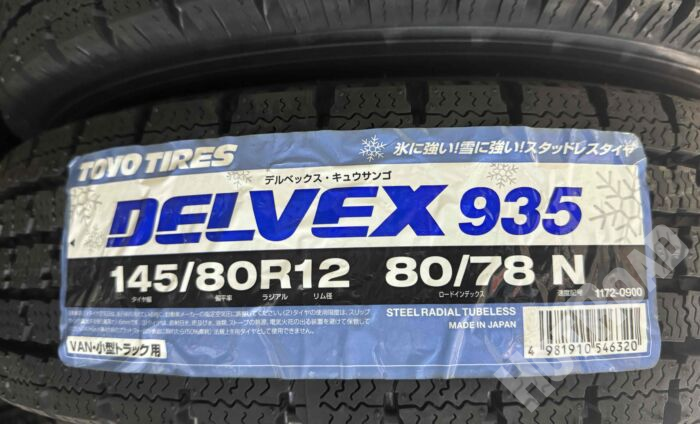 TOYO TIRES
氷に強い!雪に強い!スタッドレスタイヤ
デルベックス・キュウサンゴ
DELVEX 935
145/80R12 80/78 N
タイヤ幅 偏平率 ラジアル リム径 ロードインデックス 速度記号
1172-0900
STEEL RADIAL TUBELESS
MADE IN JAPAN
VAN・小型トラック用
4 981910 546320